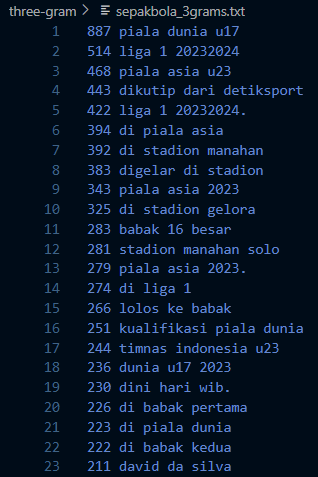 three-gram > sepakbola_3grams.txt
1 887 piala dunia u17
2 514 liga 1 20232024
3 468 piala asia u23
4 443 dikutip dari detiksport
5 422 liga 1 20232024.
6 394 di piala asia
7 392 di stadion manahan
8 383 digelar di stadion
9 343 piala asia 2023
10 325 di stadion gelora
11 283 babak 16 besar
12 281 stadion manahan solo
13 279 piala asia 2023.
14 274 di liga 1
15 266 lolos ke babak
16 251 kualifikasi piala dunia
17 244 timnas indonesia u23
18 236 dunia u17 2023
19 230 dini hari wib.
20 226 di babak pertama
21 223 di piala dunia
22 222 di babak kedua
23 211 david da silva